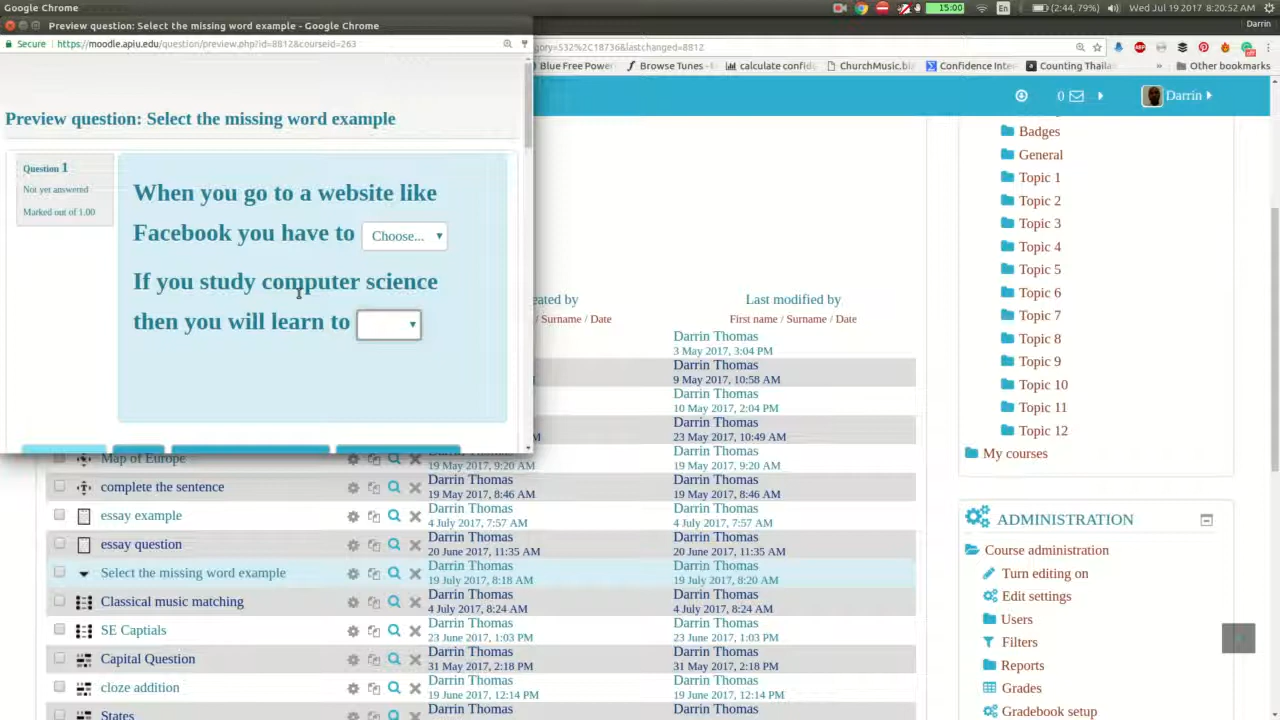 Google Chrome
En
15:00
(2:44, 79%)
Wed Jul 19 2017 8:20:52 AM
Preview question: Select the missing word example - Google Chrome
Darrin
Secure
https://moodle.apiu.edu/question/preview.php?id=8812&courseid=263
gory=532%2C18736&lastchanged=8812
Blue Free Power
Browse Tunes -
calculate confid
ChurchMusic.bi
Confidence Inte
Counting Thaila
»
Other bookmarks
0
Darrin
Preview question: Select the missing word example
Question 1
Not yet answered
Marked out of 1.00
When you go to a website like
Facebook you have to Choose...
If you study computer science
then you will learn to
eated by
/ Surname / Date
Last modified by
First name / Surname / Date
Darrin Thomas
3 May 2017, 3:04 PM
Darrin Thomas
9 May 2017, 10:58 AM
Darrin Thomas
10 May 2017, 2:04 PM
Darrin Thomas
23 May 2017, 10:49 AM
Darrin Thomas
Map of Europe
19 May 2017, 9:20 AM
19 May 2017, 9:20 AM
complete the sentence
Darrin Thomas
19 May 2017, 8:46 AM
Darrin Thomas
19 May 2017, 8:46 AM
essay example
Darrin Thomas
4 July 2017, 7:57 AM
Darrin Thomas
4 July 2017, 7:57 AM
essay question
Darrin Thomas
20 June 2017, 11:35 AM
Darrin Thomas
20 June 2017, 11:35 AM
Select the missing word example
Darrin Thomas
19 July 2017, 8:18 AM
Darrin Thomas
19 July 2017, 8:20 AM
Classical music matching
Darrin Thomas
4 July 2017, 8:24 AM
Darrin Thomas
4 July 2017, 8:24 AM
SE Captials
Darrin Thomas
23 June 2017, 1:03 PM
Darrin Thomas
23 June 2017, 1:03 PM
Capital Question
Darrin Thomas
31 May 2017, 2:18 PM
Darrin Thomas
31 May 2017, 2:18 PM
cloze addition
Darrin Thomas
19 June 2017, 12:14 PM
Darrin Thomas
19 June 2017, 12:14 PM
States
Darrin Thomas
Darrin Thomas
Badges
General
Topic 1
Topic 2
Topic 3
Topic 4
Topic 5
Topic 6
Topic 7
Topic 8
Topic 9
Topic 10
Topic 11
Topic 12
My courses
ADMINISTRATION
Course administration
Turn editing on
Edit settings
Users
Filters
Reports
Grades
Gradebook setup